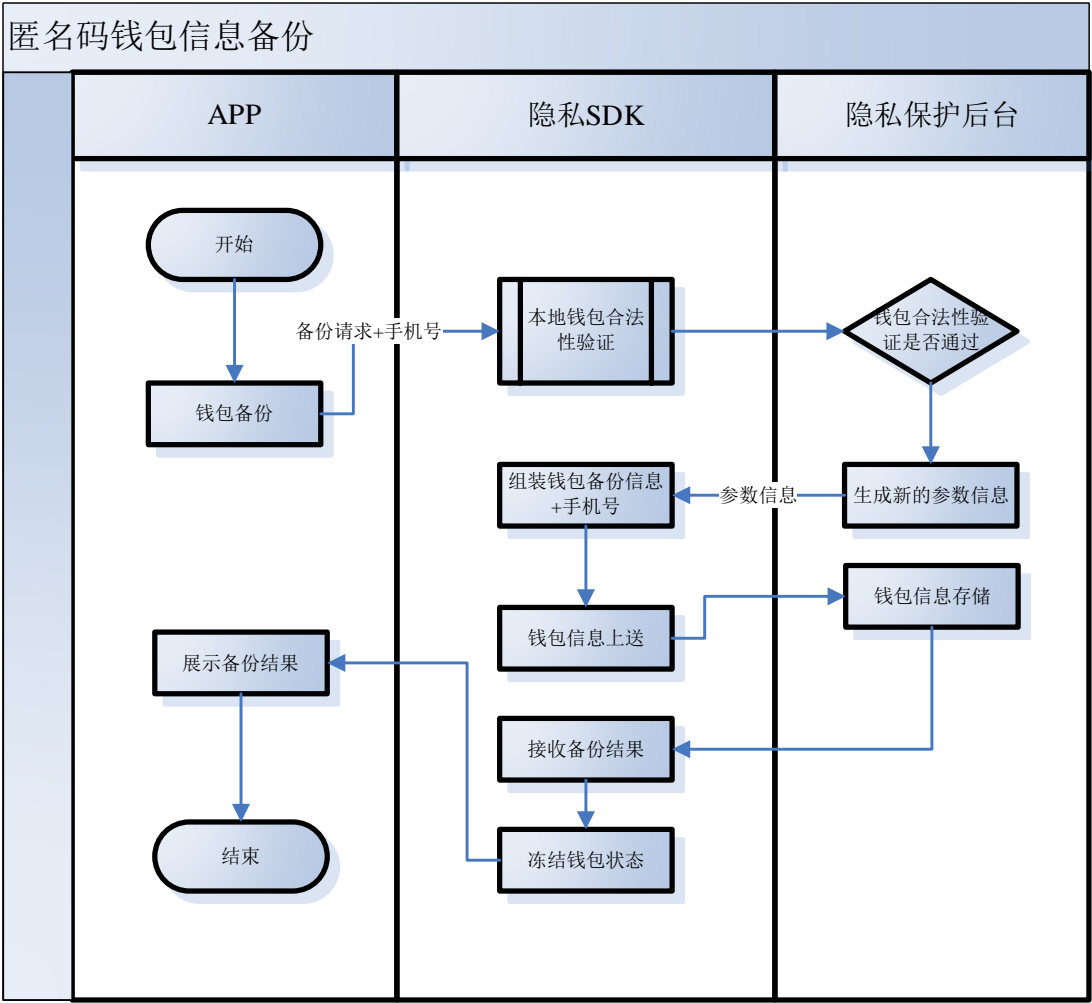 匿名码钱包信息备份
APP
隐私SDK
隐私保护后台
开始
备份请求+手机号
本地钱包合法
性验证
钱包合法性验
证是否通过
钱包备份
组装钱包备份信息
+手机号
参数信息
生成新的参数信息
钱包信息存储
钱包信息上送
展示备份结果
接收备份结果
结束
冻结钱包状态